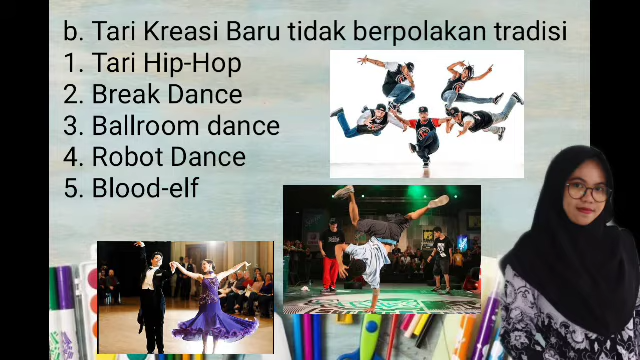 b. Tari Kreasi Baru tidak berpolakan tradisi
1. Tari Hip-Hop
2. Break Dance
3. Ballroom dance
4. Robot Dance
5. Blood-elf